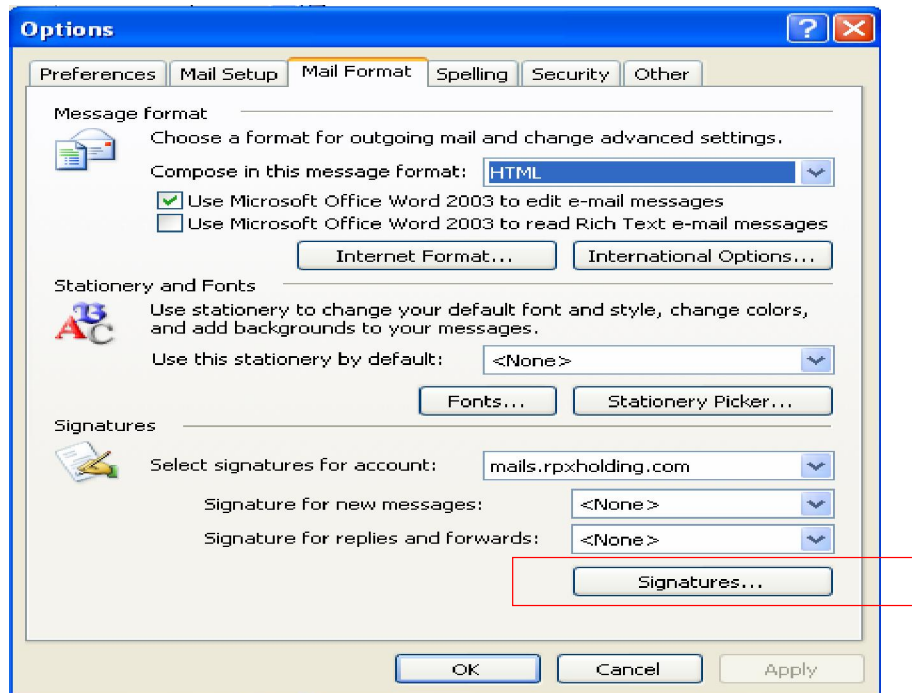 Options
Preferences Mail Setup Mail Format Spelling Security Other
Message format
Choose a format for outgoing mail and change advanced settings.
Compose in this message format: HTML
Use Microsoft Office Word 2003 to edit e-mail messages
Use Microsoft Office Word 2003 to read Rich Text e-mail messages
Internet Format... International Options...
Stationery and Fonts
Use stationery to change your default font and style, change colors,
and add backgrounds to your messages.
Use this stationery by default: <None>
Fonts... Stationery Picker...
Signatures
Select signatures for account: mails.rpxholding.com
Signature for new messages: <None>
Signature for replies and forwards: <None>
Signatures...
OK Cancel Apply